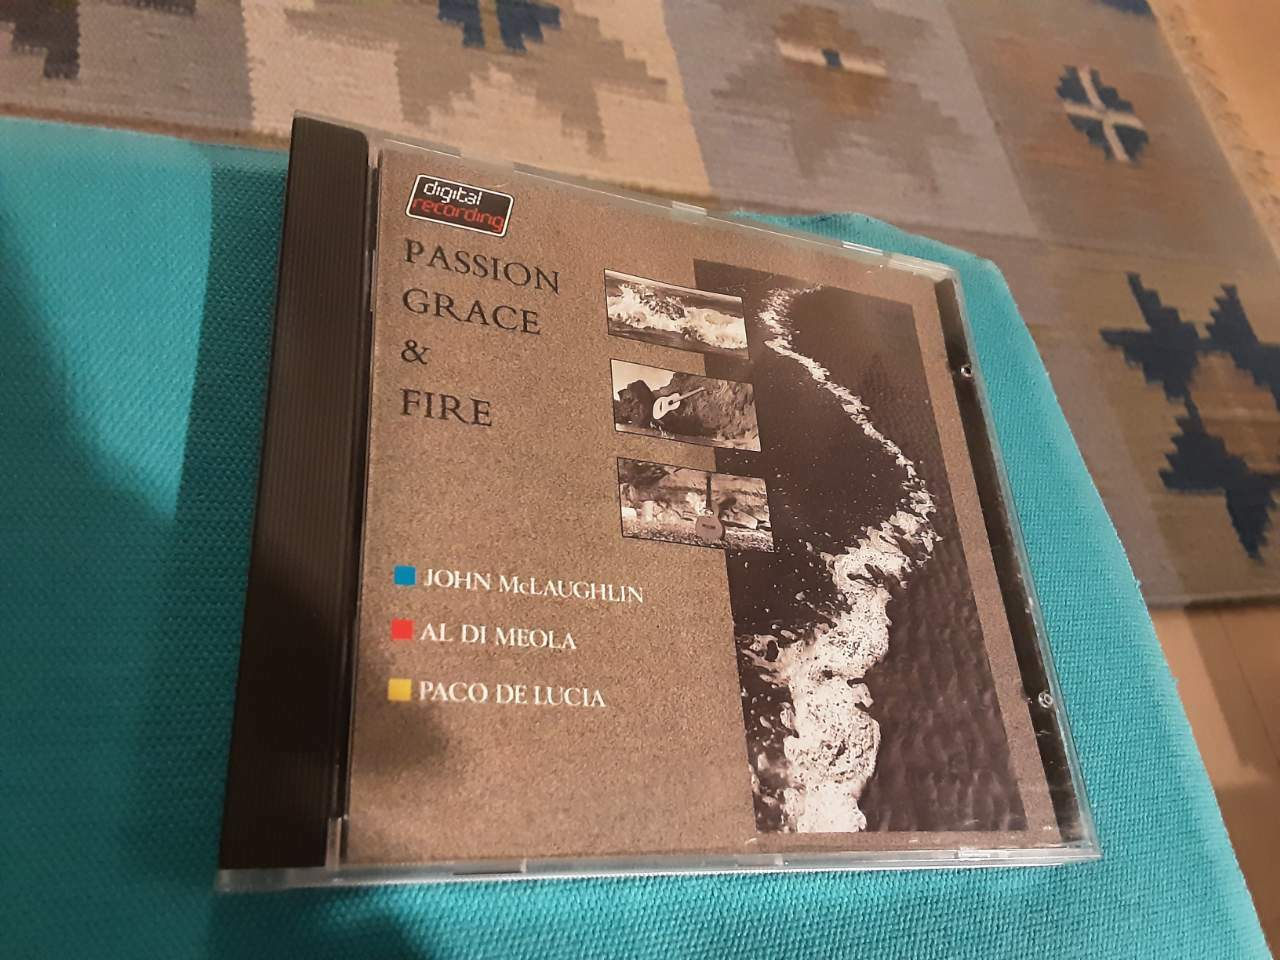 digital
recording
PASSION
GRACE
&
FIRE
JOHN McLAUGHLIN
AL DI MEOLA
PACO DE LUCIA